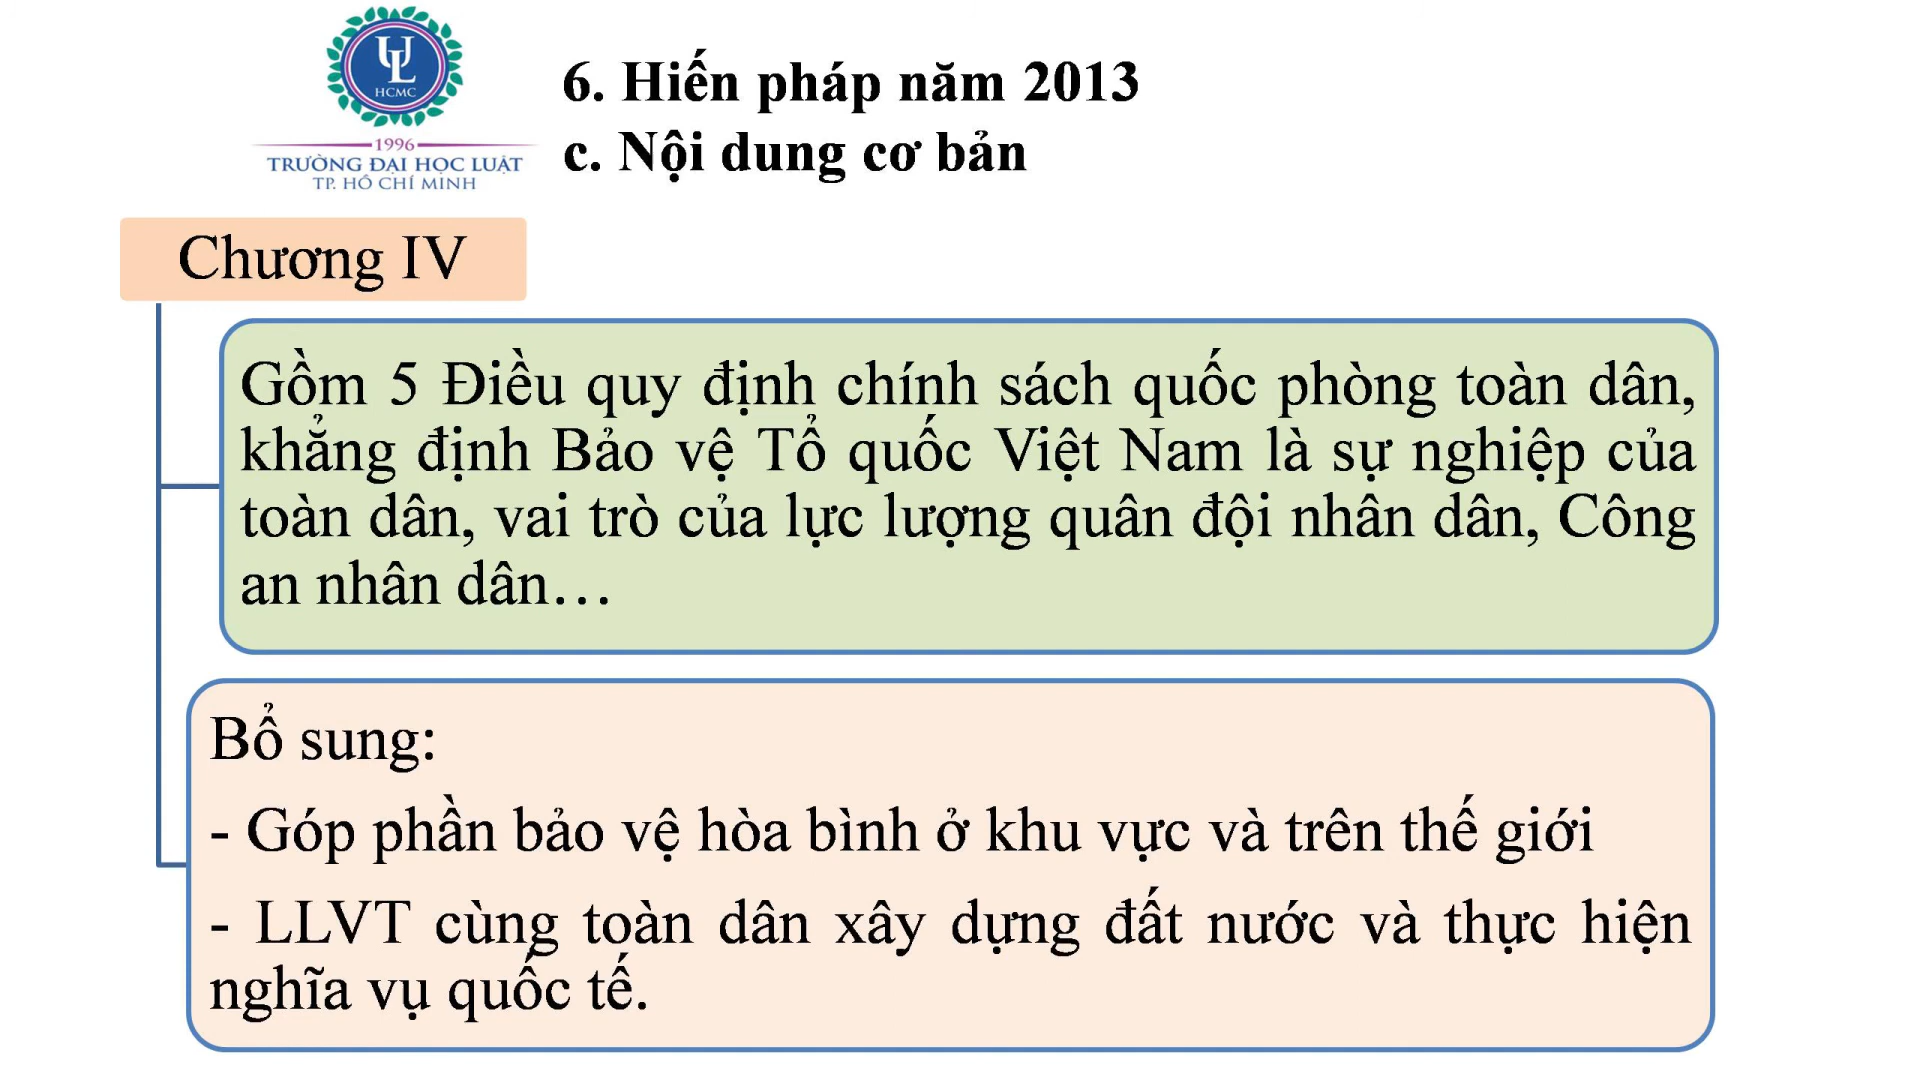 UL
HCMC
1996
TRƯỜNG ĐẠI HỌC LUẬT
TP. HỒ CHÍ MINH
6. Hiến pháp năm 2013
c. Nội dung cơ bản
Chương IV
Gồm 5 Điều quy định chính sách quốc phòng toàn dân,
khẳng định Bảo vệ Tổ quốc Việt Nam là sự nghiệp của
toàn dân, vai trò của lực lượng quân đội nhân dân, Công
an nhân dân…
Bổ sung:
- Góp phần bảo vệ hòa bình ở khu vực và trên thế giới
- LLVT cùng toàn dân xây dựng đất nước và thực hiện
nghĩa vụ quốc tế.